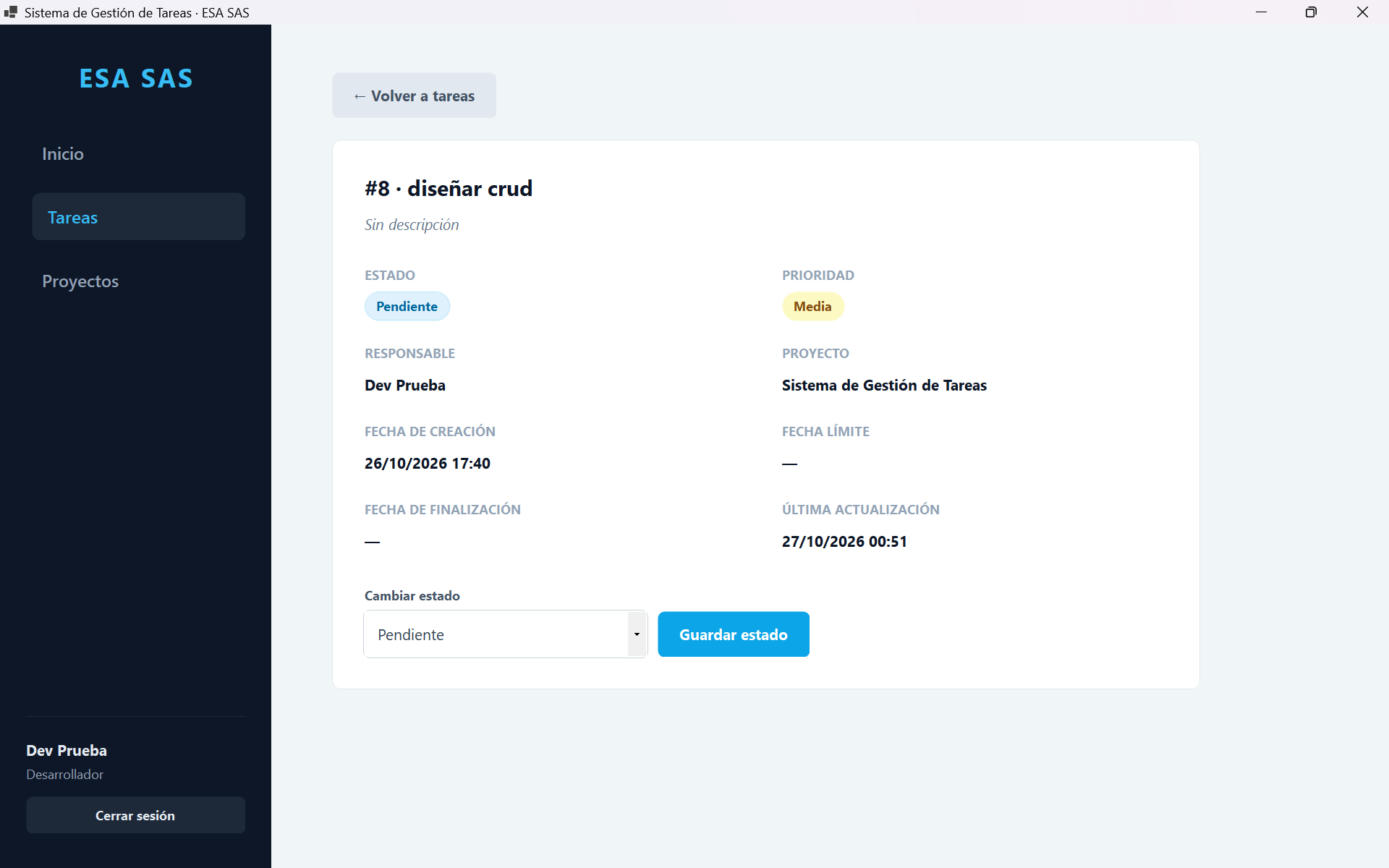 Sistema de Gestión de Tareas · ESA SAS
ESA SAS
Inicio
Tareas
Proyectos
Dev Prueba
Desarrollador
Cerrar sesión
← Volver a tareas
#8 · diseñar crud
Sin descripción
ESTADO
Pendiente
PRIORIDAD
Media
RESPONSABLE
Dev Prueba
PROYECTO
Sistema de Gestión de Tareas
FECHA DE CREACIÓN
26/10/2026 17:40
FECHA LÍMITE
—
FECHA DE FINALIZACIÓN
—
ÚLTIMA ACTUALIZACIÓN
27/10/2026 00:51
Cambiar estado
Pendiente
Guardar estado